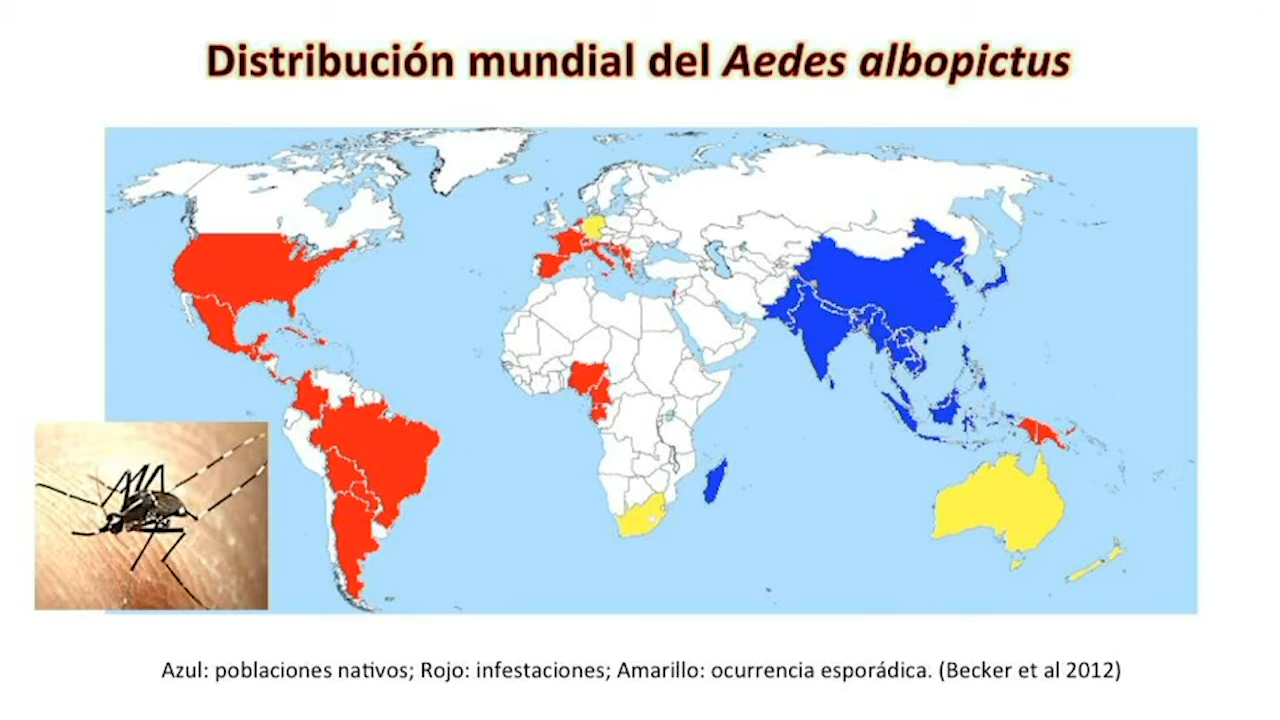 Distribución mundial del Aedes albopictus
Azul: poblaciones nativos; Rojo: infestaciones; Amarillo: ocurrencia esporádica. (Becker et al 2012)